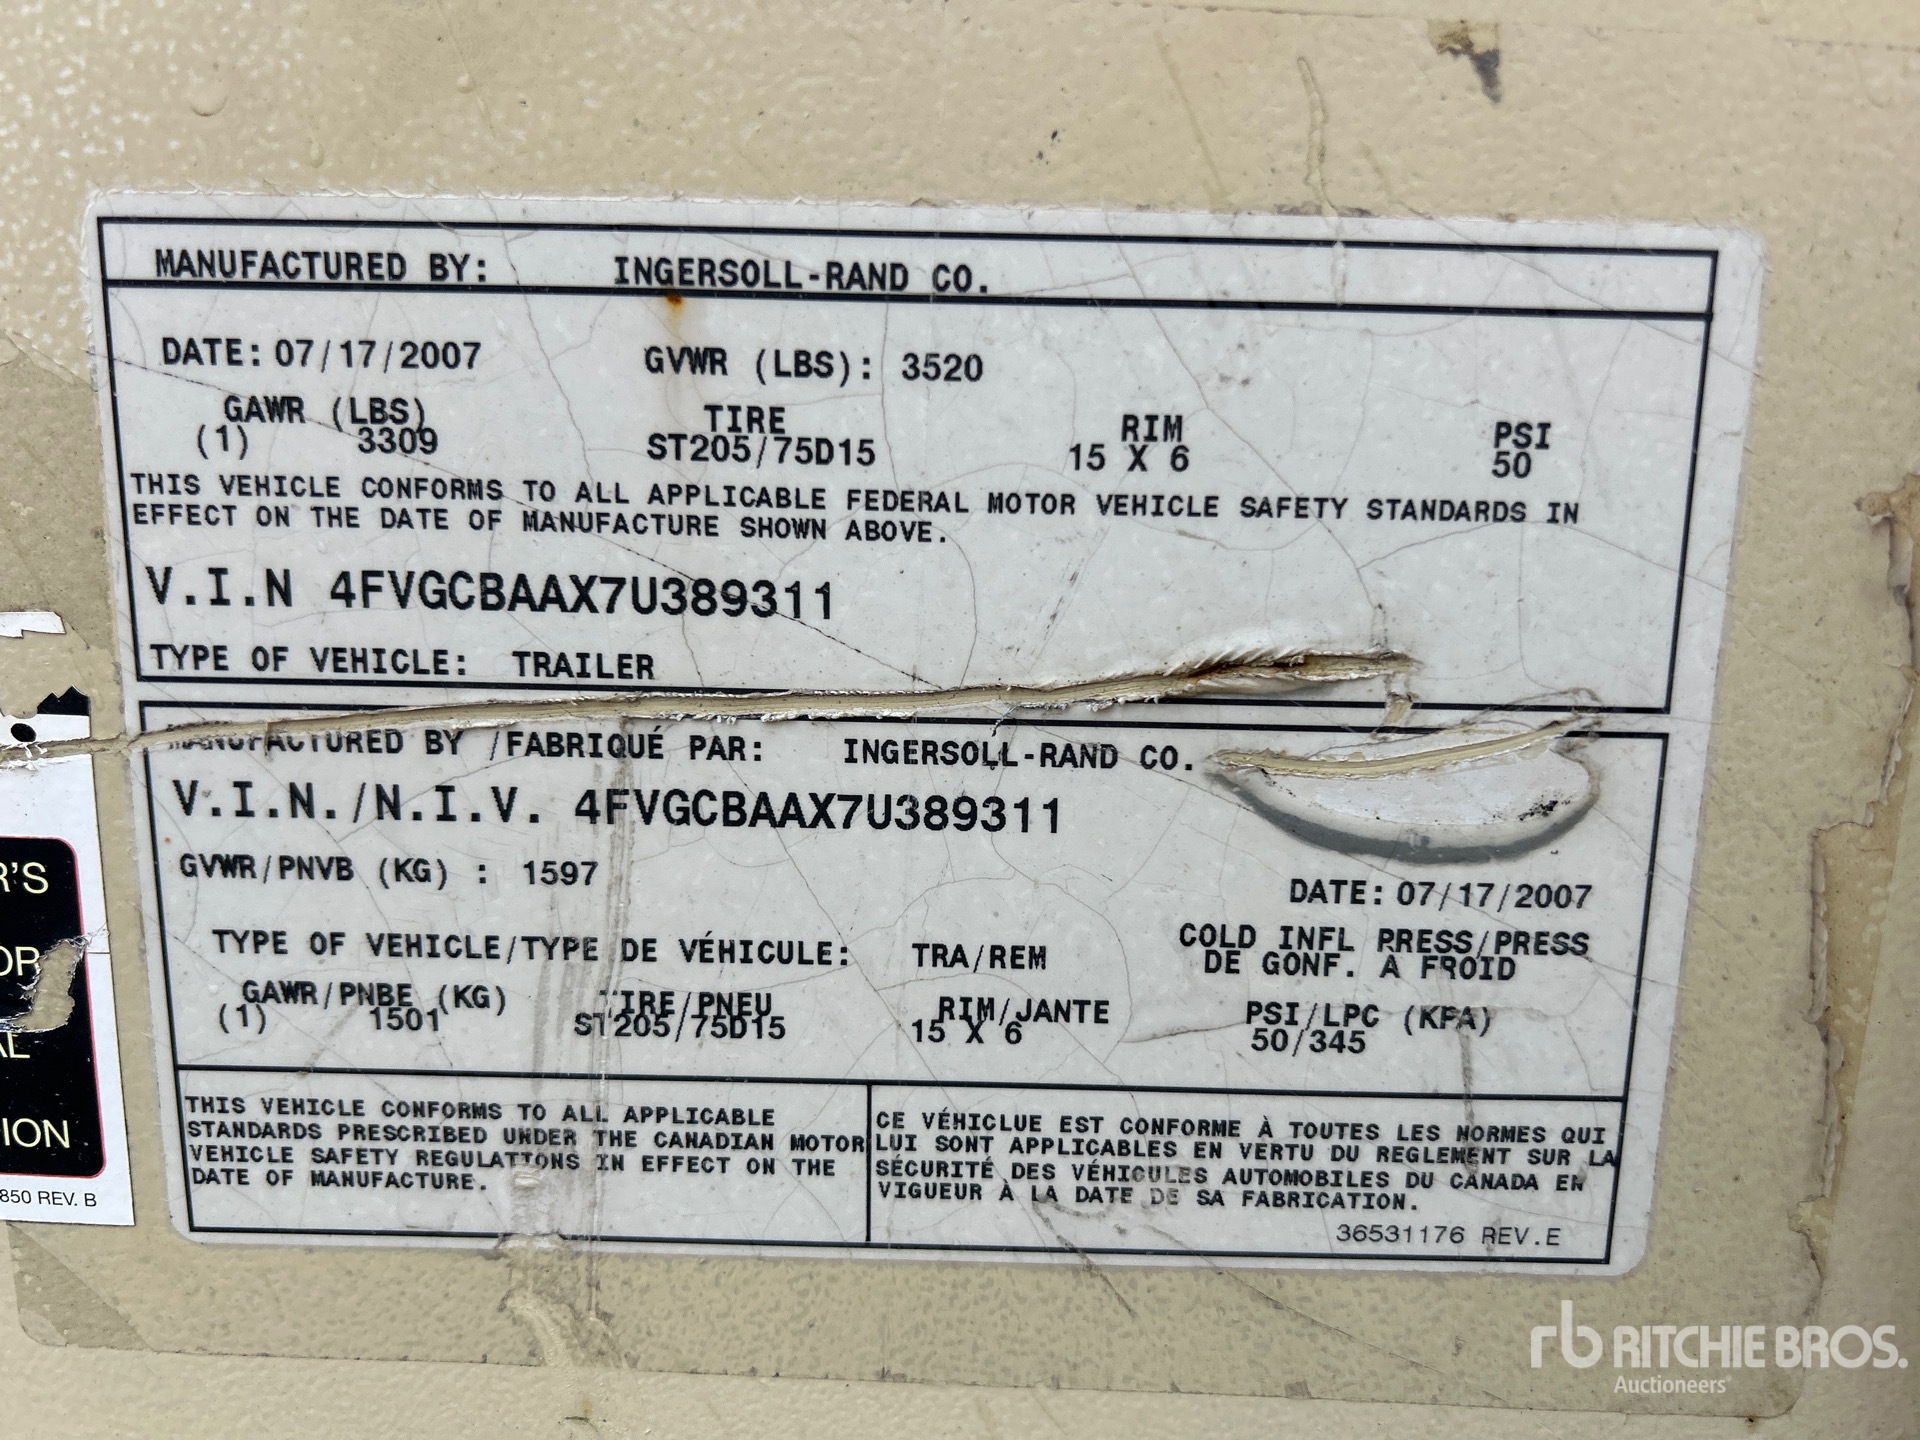 MANUFACTURED BY: INGERSOLL-RAND CO.
DATE: 07/17/2007 GVWR (LBS): 3520
GAWR (LBS) TIRE RIM PSI
(1) 3309 ST205/75D15 15 X 6 50
THIS VEHICLE CONFORMS TO ALL APPLICABLE FEDERAL MOTOR VEHICLE SAFETY STANDARDS IN
EFFECT ON THE DATE OF MANUFACTURE SHOWN ABOVE.
V.I.N 4FVGCBAAX7U389311
TYPE OF VEHICLE: TRAILER
MANUFACTURED BY /FABRIQUÉ PAR: INGERSOLL-RAND CO.
V.I.N./N.I.V. 4FVGCBAAX7U389311
GVWR/PNVB (KG) : 1597
DATE: 07/17/2007
TYPE OF VEHICLE/TYPE DE VÉHICULE: TRA/REM
COLD INFL PRESS/PRESS
DE GONF. A FROID
GAWR/PNBE (KG) TIRE/PNEU RIM/JANTE PSI/LPC (KPA)
(1) 1501 ST205/75D15 15 X 6 50/345
THIS VEHICLE CONFORMS TO ALL APPLICABLE
STANDARDS PRESCRIBED UNDER THE CANADIAN MOTOR
VEHICLE SAFETY REGULATIONS IN EFFECT ON THE
DATE OF MANUFACTURE.
CE VÉHICLUE EST CONFORME À TOUTES LES NORMES QUI
LUI SONT APPLICABLES EN VERTU DU REGLEMENT SUR LA
SÉCURITÉ DES VÉHICULES AUTOMOBILES DU CANADA EN
VIGUEUR À LA DATE DE SA FABRICATION.
36531176 REV.E
R'S
OR
AL
ION
850 REV. B
rb RITCHIE BROS.
Auctioneers